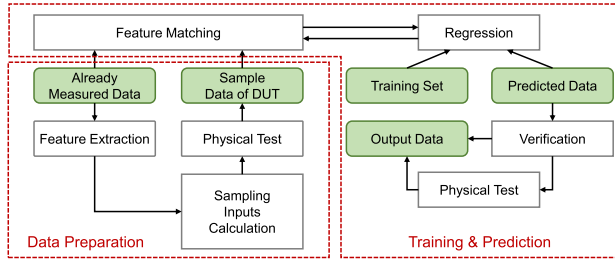 Feature Matching
Regression
Already
Measured Data
Sample
Data of DUT
Training Set
Predicted Data
Feature Extraction
Physical Test
Output Data
Verification
Sampling
Inputs
Calculation
Physical Test
Data Preparation
Training & Prediction